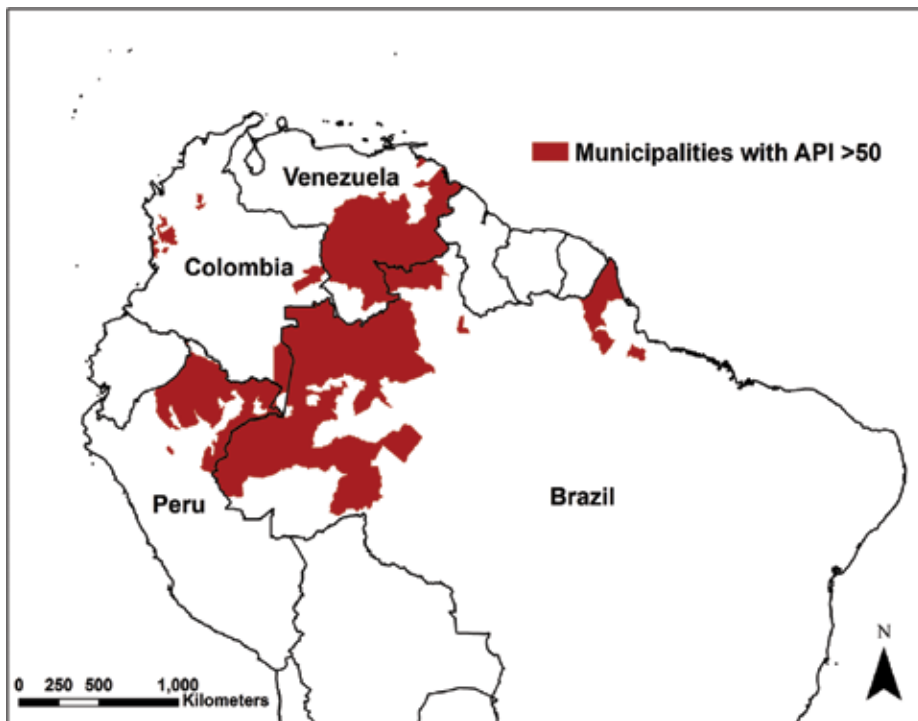 Municipalities with API >50
Venezuela
Colombia
Peru
Brazil
N
0 250 500 1,000
Kilometers